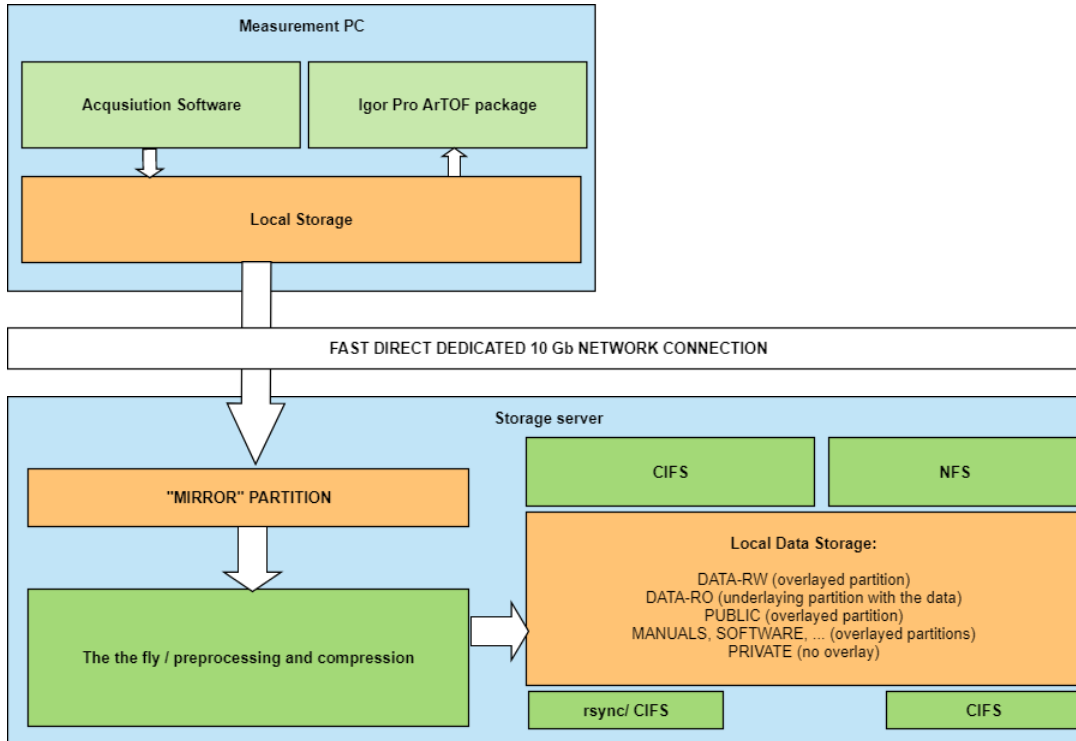 Measurement PC
Acqusiution Software
Igor Pro ArTOF package
Local Storage
FAST DIRECT DEDICATED 10 Gb NETWORK CONNECTION
Storage server
CIFS
NFS
"MIRROR" PARTITION
Local Data Storage:
DATA-RW (overlayed partition)
DATA-RO (underlaying partition with the data)
PUBLIC (overlayed partition)
MANUALS, SOFTWARE, ... (overlayed partitions)
PRIVATE (no overlay)
The the fly / preprocessing and compression
rsync/ CIFS
CIFS